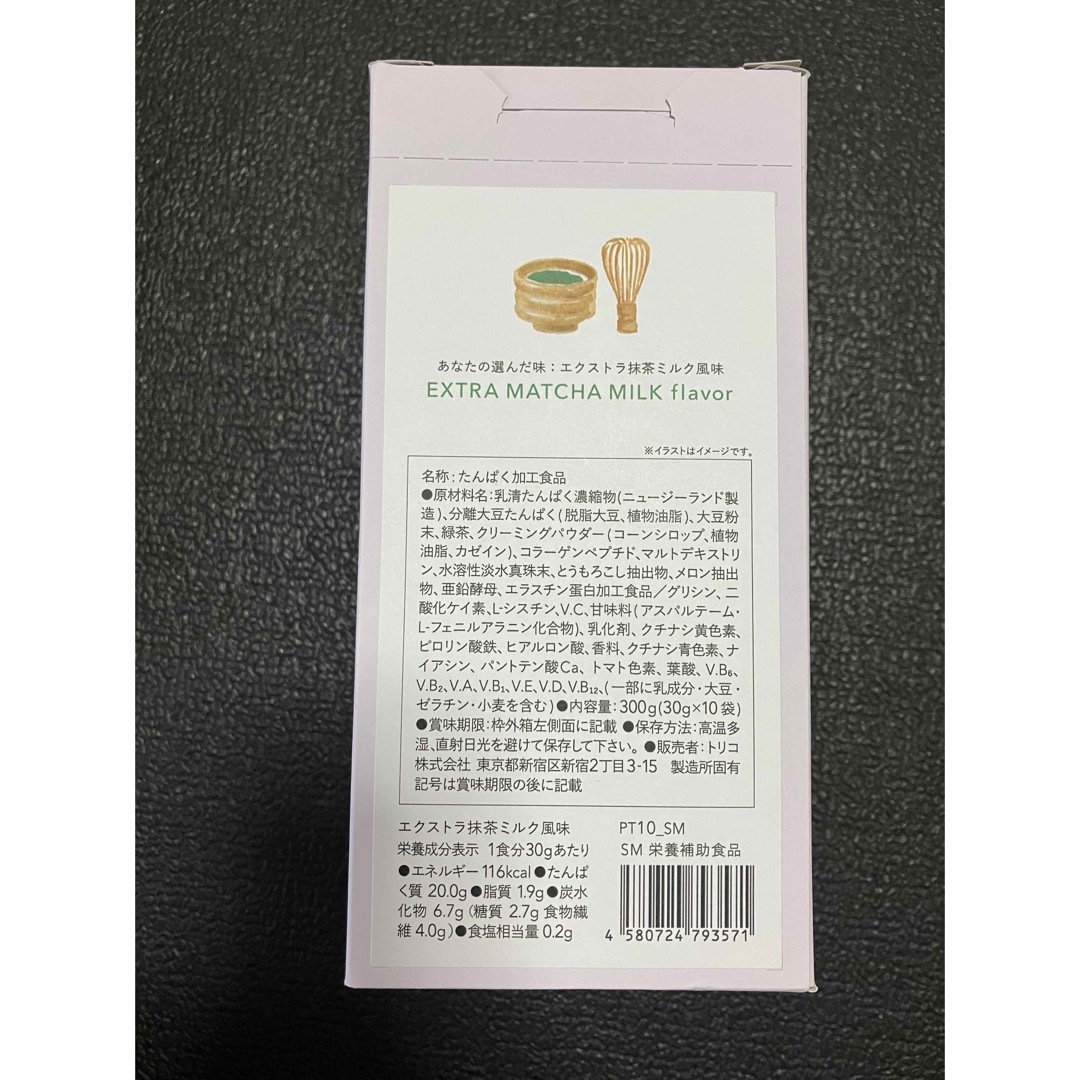 あなたの選んだ味：エクストラ抹茶ミルク風味
EXTRA MATCHA MILK flavor
※イラストはイメージです。
名称：たんぱく加工食品
●原材料名：乳清たんぱく濃縮物(ニュージーランド製
造)、分離大豆たんぱく(脱脂大豆、植物油脂)、大豆粉
末、緑茶、クリーミングパウダー(コーンシロップ、植物
油脂、カゼイン)、コラーゲンペプチド、マルトデキストリ
ン、水溶性淡水真珠末、とうもろこし抽出物、メロン抽出
物、亜鉛酵母、エラスチン蛋白加工食品／グリシン、二
酸化ケイ素、L-シスチン、V.C、甘味料(アスパルテーム・
L-フェニルアラニン化合物)、乳化剤、クチナシ黄色素、
ピロリン酸鉄、ヒアルロン酸、香料、クチナシ青色素、ナ
イアシン、パントテン酸Ca、トマト色素、葉酸、V.B₆、
V.B₂、V.A、V.B₁、V.E、V.D、V.B₁₂、(一部に乳成分・大豆・
ゼラチン・小麦を含む)●内容量：300g(30g×10袋)
●賞味期限：枠外箱左側面に記載 ●保存方法：高温多
湿、直射日光を避けて保存して下さい。●販売者：トリコ
株式会社 東京都新宿区新宿2丁目3-15 製造所固有
記号は賞味期限の後に記載
エクストラ抹茶ミルク風味
栄養成分表示 1食分30gあたり
●エネルギー116kcal●たんぱ
く質 20.0g●脂質 1.9g●炭水
化物 6.7g（糖質 2.7g 食物繊
維 4.0g）●食塩相当量 0.2g
PT10_SM
SM 栄養補助食品
4 580724 793571